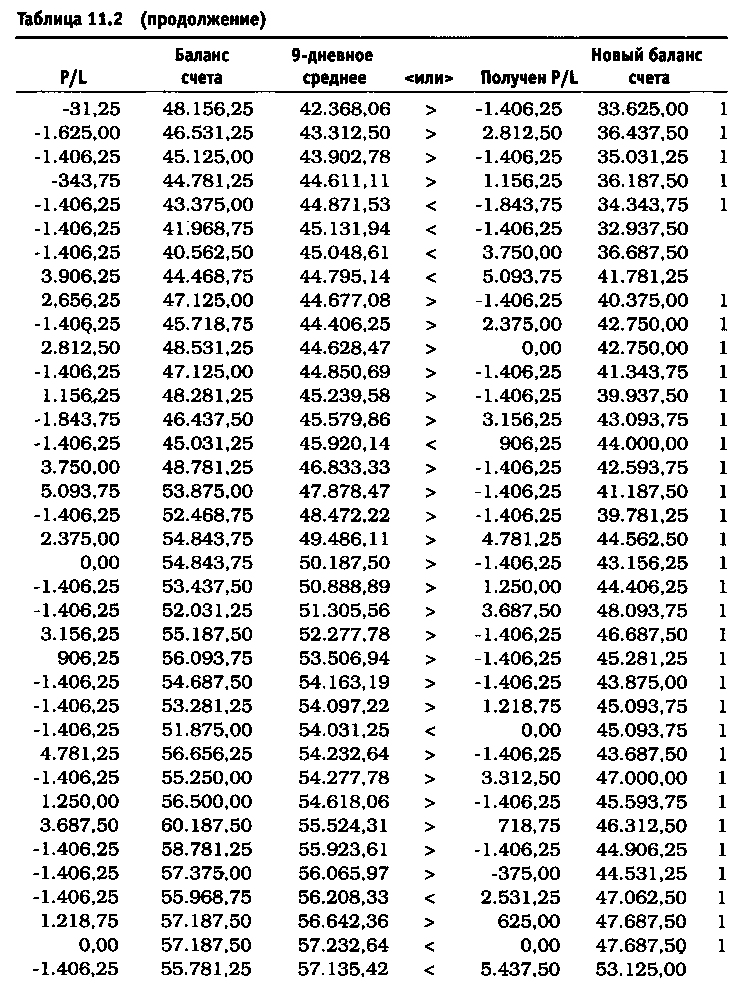 Таблица 11.2 (продолжение)
P/L Баланс счета 9-дневное среднее <или> Получен P/L Новый баланс счета
-31,25 48.156,25 42.368,06 > -1.406,25 33.625,00 1
-1.625,00 46.531,25 43.312,50 > 2.812,50 36.437,50 1
-1.406,25 45.125,00 43.902,78 > -1.406,25 35.031,25 1
-343,75 44.781,25 44.611,11 > 1.156,25 36.187,50 1
-1.406,25 43.375,00 44.871,53 < -1.843,75 34.343,75 1
-1.406,25 41.968,75 45.131,94 < -1.406,25 32.937,50
-1.406,25 40.562,50 45.048,61 < 3.750,00 36.687,50
3.906,25 44.468,75 44.795,14 < 5.093,75 41.781,25
2.656,25 47.125,00 44.677,08 > -1.406,25 40.375,00 1
-1.406,25 45.718,75 44.406,25 > 2.375,00 42.750,00 1
2.812,50 48.531,25 44.628,47 > 0,00 42.750,00 1
-1.406,25 47.125,00 44.850,69 > -1.406,25 41.343,75 1
1.156,25 48.281,25 45.239,58 > -1.406,25 39.937,50 1
-1.843,75 46.437,50 45.579,86 > 3.156,25 43.093,75 1
-1.406,25 45.031,25 45.920,14 < 906,25 44.000,00 1
3.750,00 48.781,25 46.833,33 > -1.406,25 42.593,75 1
5.093,75 53.875,00 47.878,47 > -1.406,25 41.187,50 1
-1.406,25 52.468,75 48.472,22 > -1.406,25 39.781,25 1
2.375,00 54.843,75 49.486,11 > 4.781,25 44.562,50 1
0,00 54.843,75 50.187,50 > -1.406,25 43.156,25 1
-1.406,25 53.437,50 50.888,89 > 1.250,00 44.406,25 1
-1.406,25 52.031,25 51.305,56 > 3.687,50 48.093,75 1
3.156,25 55.187,50 52.277,78 > -1.406,25 46.687,50 1
906,25 56.093,75 53.506,94 > -1.406,25 45.281,25 1
-1.406,25 54.687,50 54.163,19 > -1.406,25 43.875,00 1
-1.406,25 53.281,25 54.097,22 > 1.218,75 45.093,75 1
-1.406,25 51.875,00 54.031,25 < 0,00 45.093,75 1
4.781,25 56.656,25 54.232,64 > -1.406,25 43.687,50 1
-1.406,25 55.250,00 54.277,78 > 3.312,50 47.000,00 1
1.250,00 56.500,00 54.618,06 > -1.406,25 45.593,75 1
3.687,50 60.187,50 55.524,31 > 718,75 46.312,50 1
-1.406,25 58.781,25 55.923,61 > -1.406,25 44.906,25 1
-1.406,25 57.375,00 56.065,97 > -375,00 44.531,25 1
-1.406,25 55.968,75 56.208,33 < 2.531,25 47.062,50 1
1.218,75 57.187,50 56.642,36 > 625,00 47.687,50 1
0,00 57.187,50 57.232,64 < 0,00 47.687,50 1
-1.406,25 55.781,25 57.135,42 < 5.437,50 53.125,00